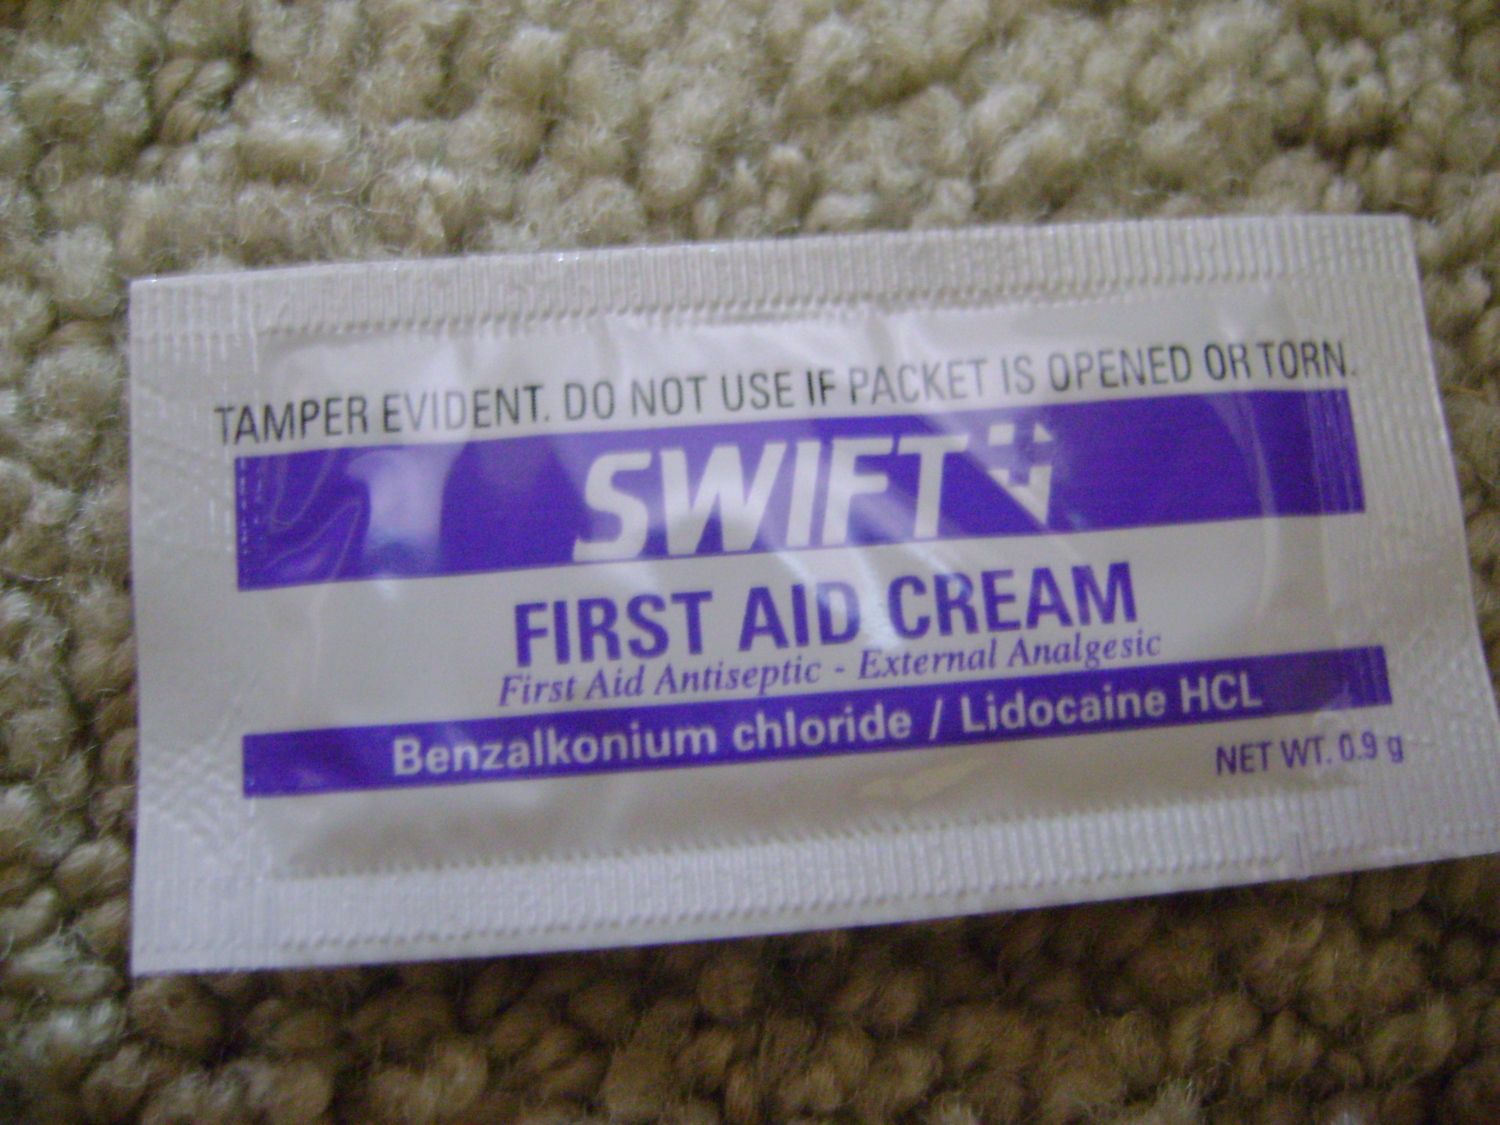 TAMPER EVIDENT. DO NOT USE IF PACKET IS OPENED OR TORN.
SWIFT
FIRST AID CREAM
First Aid Antiseptic - External Analgesic
Benzalkonium chloride / Lidocaine HCL
NET WT. 0.9 g